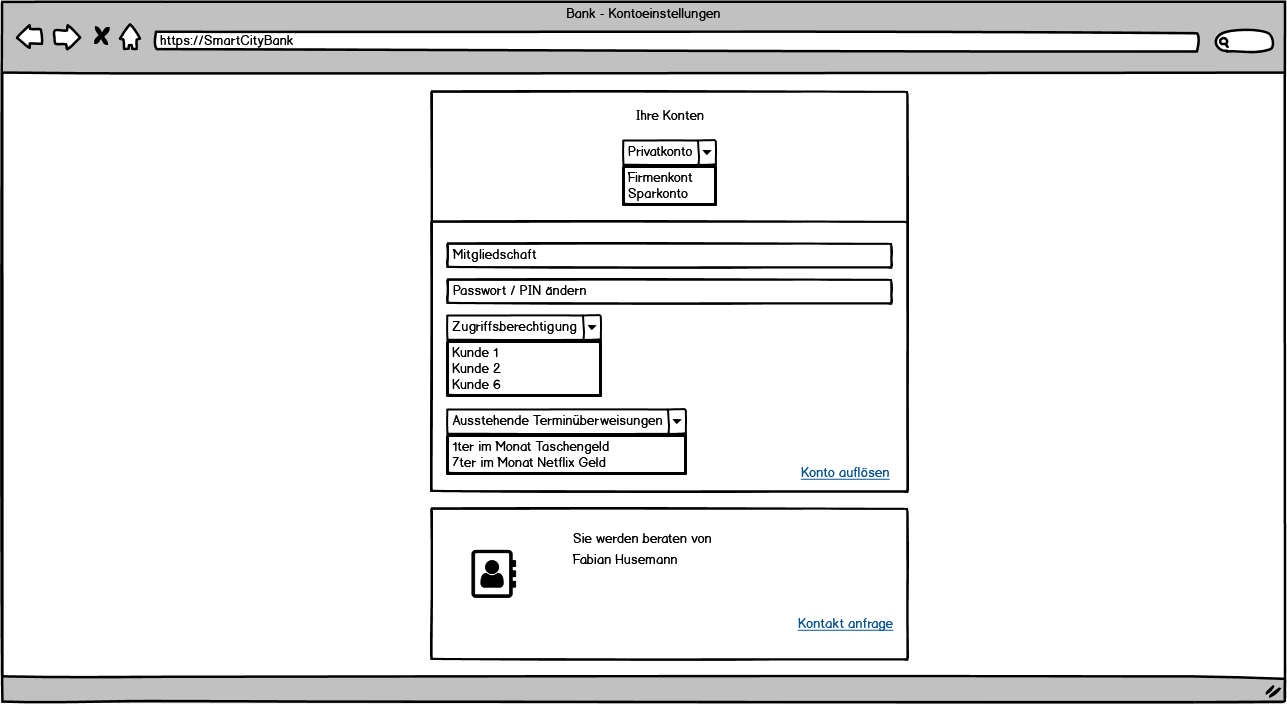 Bank - Kontoeinstellungen
https://SmartCityBank
Ihre Konten
Privatkonto
Firmenkont
Sparkonto
Mitgliedschaft
Passwort / PIN ändern
Zugriffsberechtigung
Kunde 1
Kunde 2
Kunde 6
Ausstehende Terminüberweisungen
1ter im Monat Taschengeld
7ter im Monat Netflix Geld
Konto auflösen
Sie werden beraten von
Fabian Husemann
Kontakt anfrage